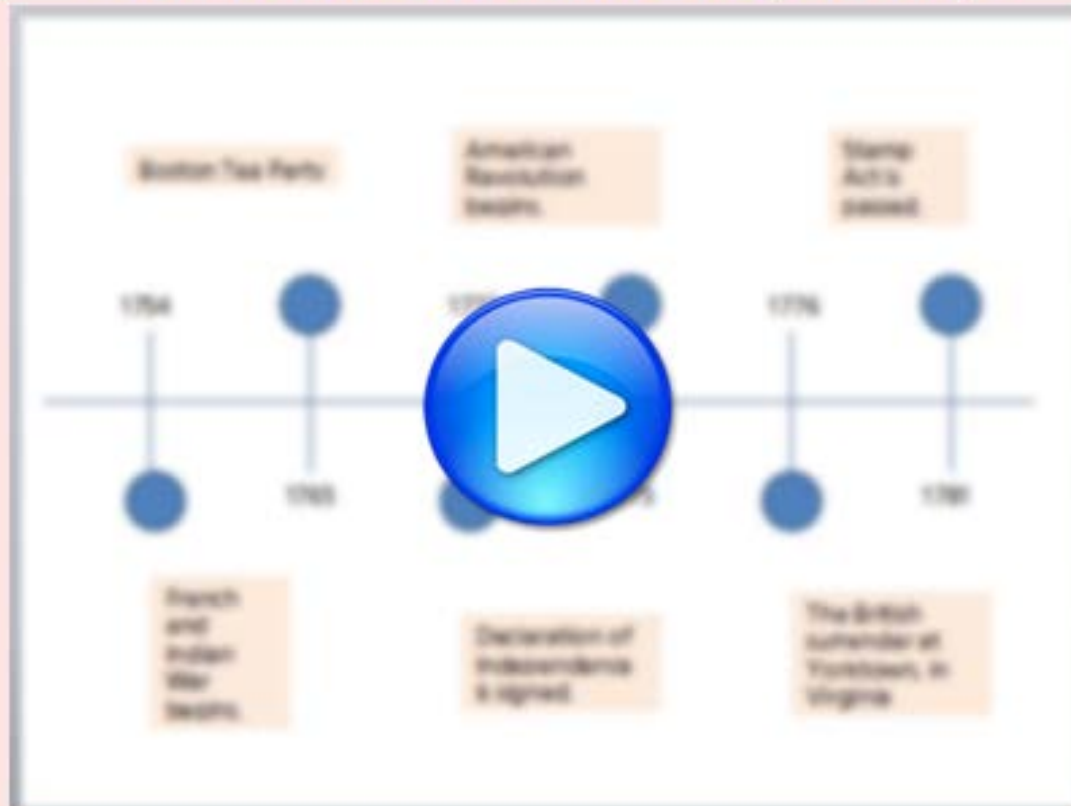 Boston Tea Party
American
Revolution
begins.
Stamp
Act is
passed.
1754
1776
1765
1781
French
and
Indian
War
begins.
Declaration of
Independence
is signed.
The British
surrender at
Yorktown, in
Virginia